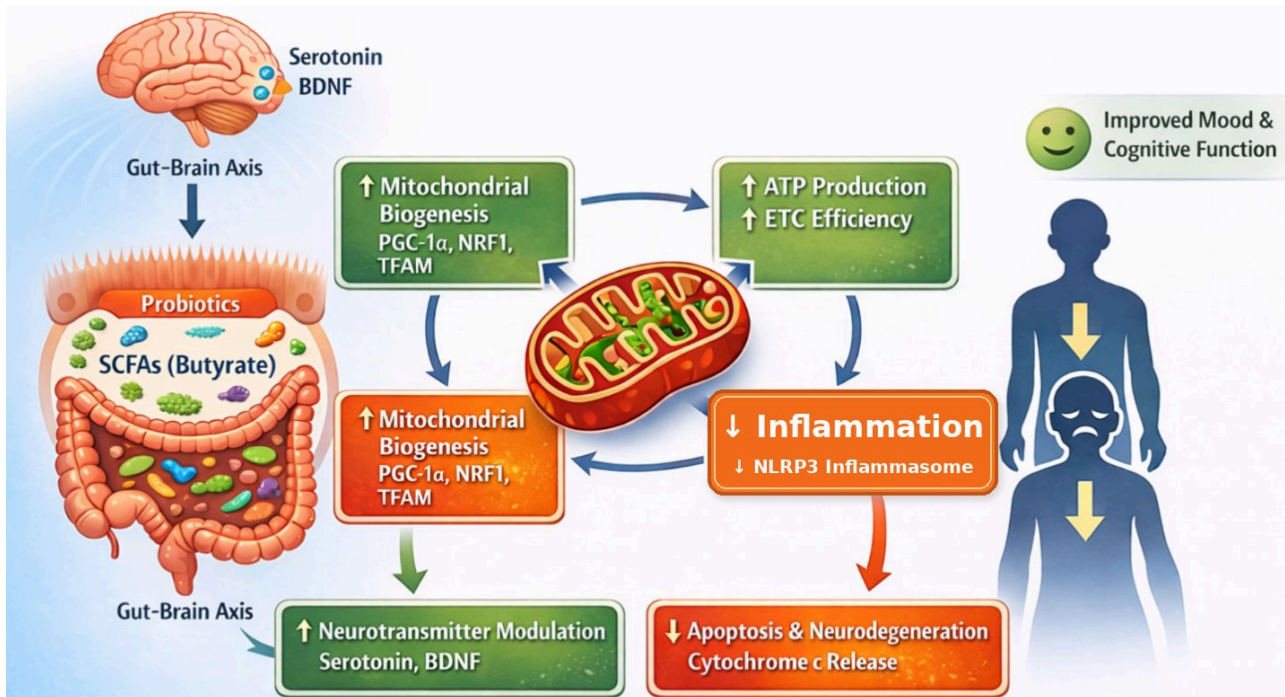 Serotonin
BDNF
Gut-Brain Axis
Probiotics
SCFAs (Butyrate)
Gut-Brain Axis
↑ Mitochondrial
Biogenesis
PGC-1α, NRF1,
TFAM
↑ ATP Production
↑ ETC Efficiency
↑ Mitochondrial
Biogenesis
PGC-1α, NRF1,
TFAM
↓ Inflammation
↓ NLRP3 Inflammasome
↑ Neurotransmitter Modulation
Serotonin, BDNF
↓ Apoptosis & Neurodegeneration
Cytochrome c Release
Improved Mood &
Cognitive Function